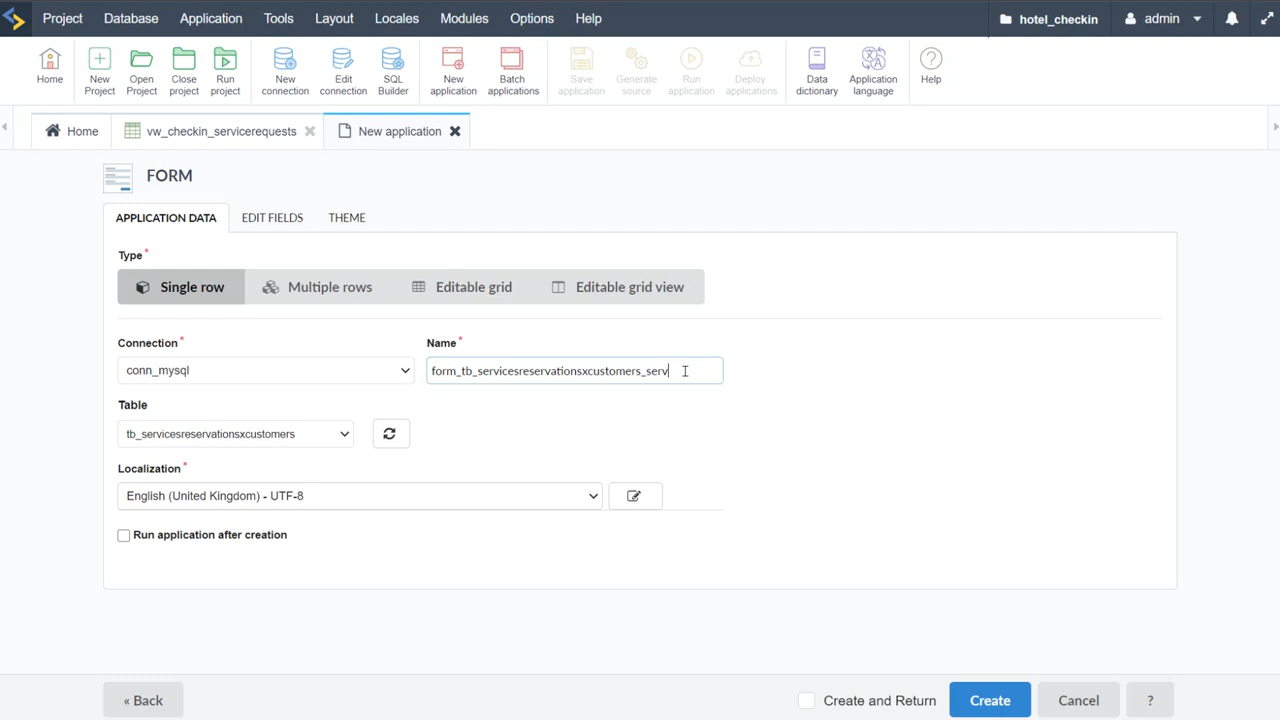 Project Database Application Tools Layout Locales Modules Options Help hotel_checkin admin
Home New Project Open Project Close project Run project New connection Edit connection SQL Builder New application Batch applications Save application Generate source Run application Deploy applications Data dictionary Application language Help
Home vw_checkin_servicerequests New application
FORM
APPLICATION DATA EDIT FIELDS THEME
Type*
Single row Multiple rows Editable grid Editable grid view
Connection* Name*
conn_mysql form_tb_servicesreservationsxcustomers_serv
Table
tb_servicesreservationsxcustomers
Localization*
English (United Kingdom) - UTF-8
Run application after creation
« Back Create and Return Create Cancel ?